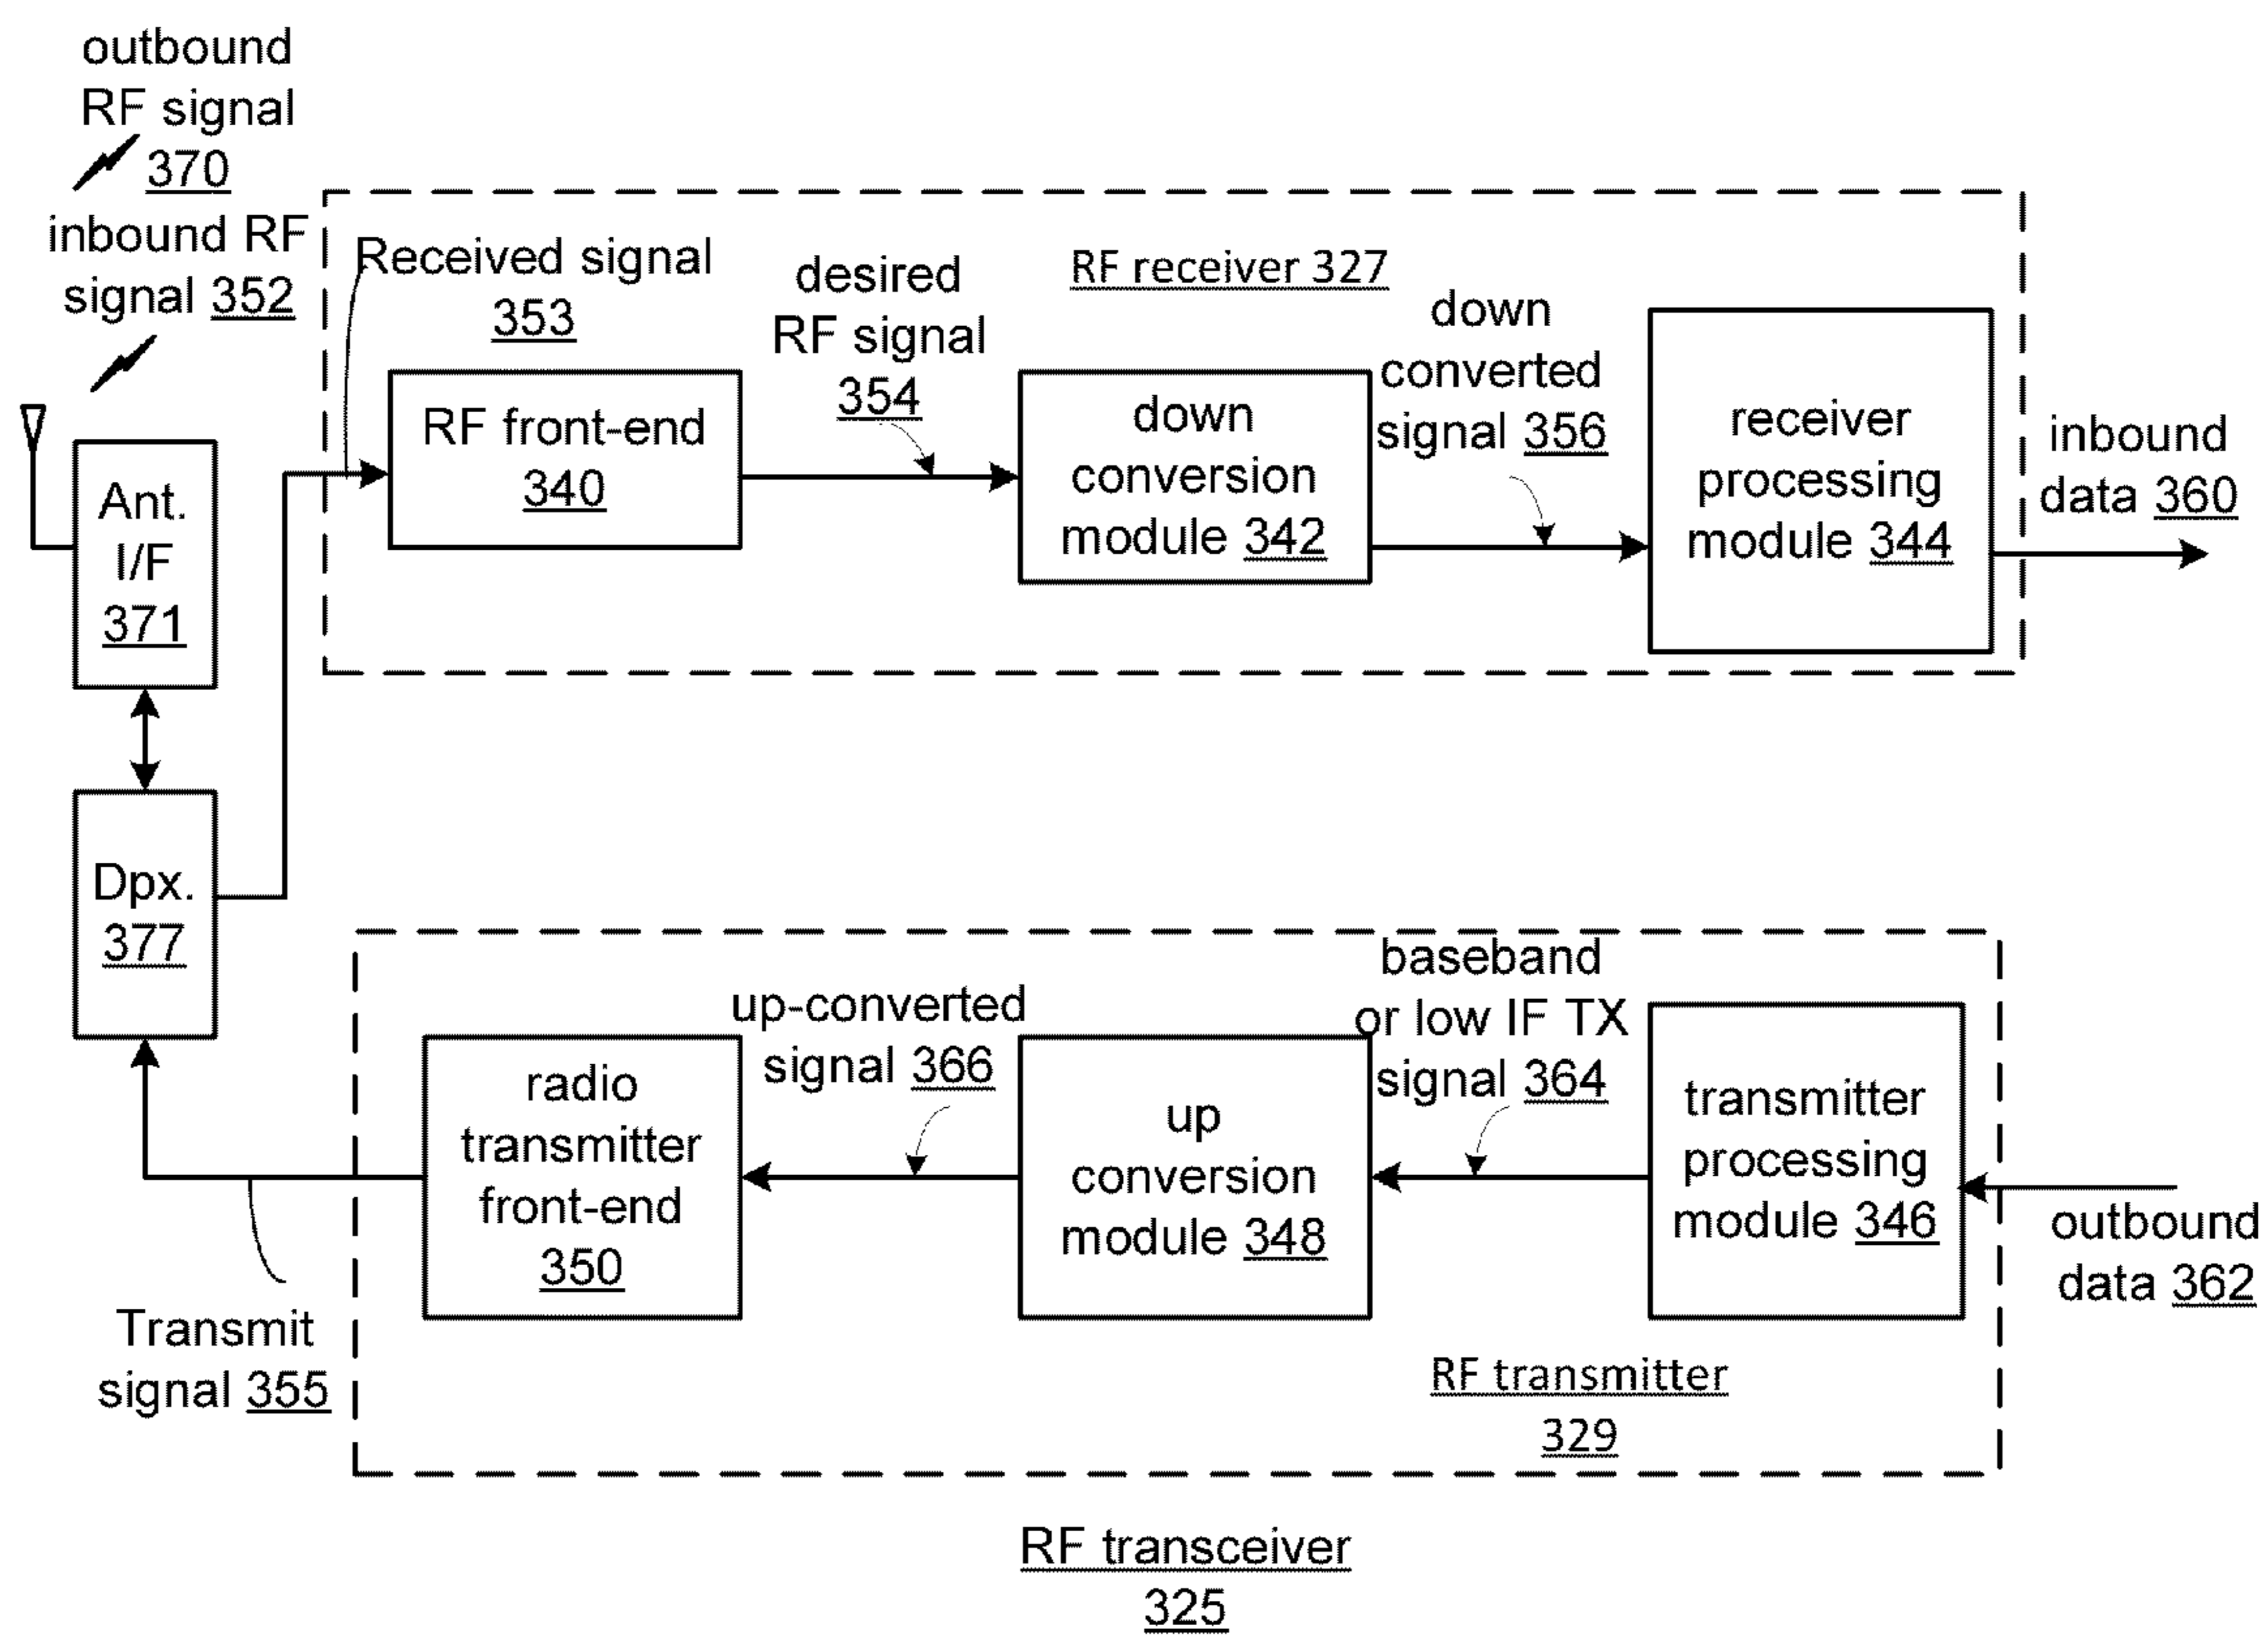 outbound
RF signal
370
inbound RF
signal 352
Received signal
353
desired
RF signal
354
RF receiver 327
down
converted
signal 356
RF front-end
340
down
conversion
module 342
receiver
processing
module 344
inbound
data 360
Ant.
I/F
371
Dpx.
377
baseband
or low IF TX
signal 364
up-converted
signal 366
radio
transmitter
front-end
350
up
conversion
module 348
transmitter
processing
module 346
outbound
data 362
Transmit
signal 355
RF transmitter
329
RF transceiver
325